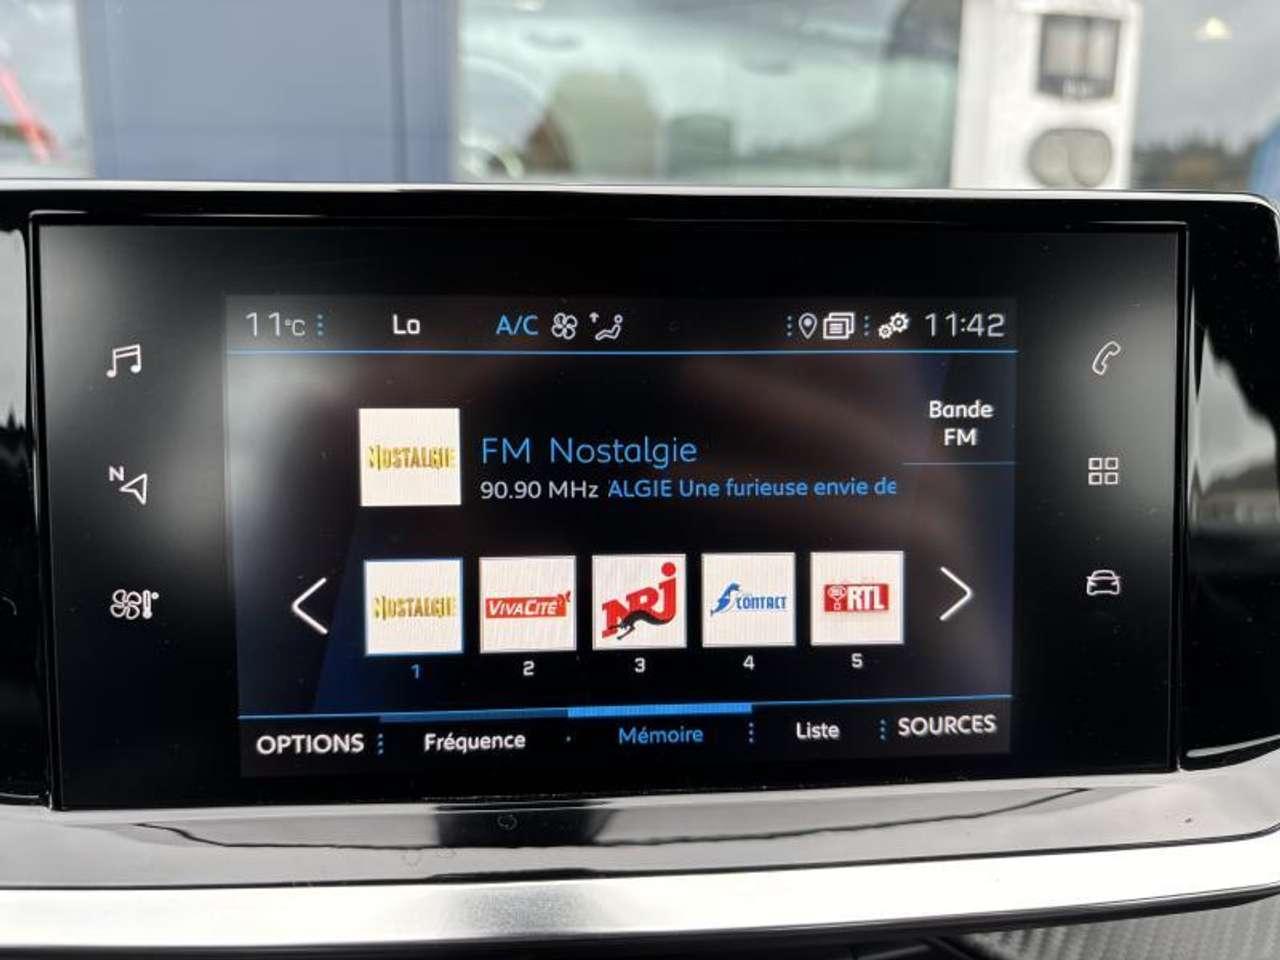 11°C Lo A/C 11:42
Bande
FM
NOSTALGIE
FM Nostalgie
90.90 MHz ALGIE Une furieuse envie de
N
NOSTALGIE VIVACITÉ NRJ CONTACT RTL
1 2 3 4 5
OPTIONS Fréquence Mémoire Liste SOURCES